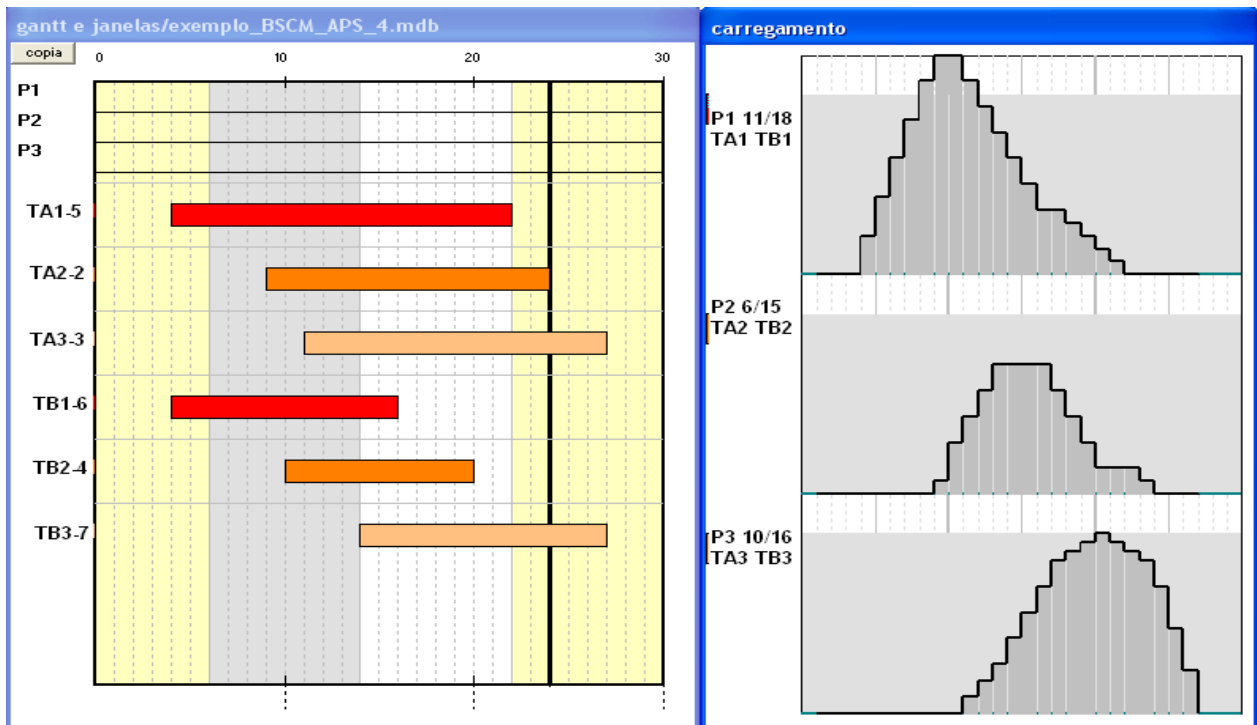 gantt e janelas/exemplo_BSCM_APS_4.mdb
copia
0 10 20 30
P1
P2
P3
TA1-5
TA2-2
TA3-3
TB1-6
TB2-4
TB3-7
carregamento
P1 11/18
TA1 TB1
P2 6/15
TA2 TB2
P3 10/16
TA3 TB3